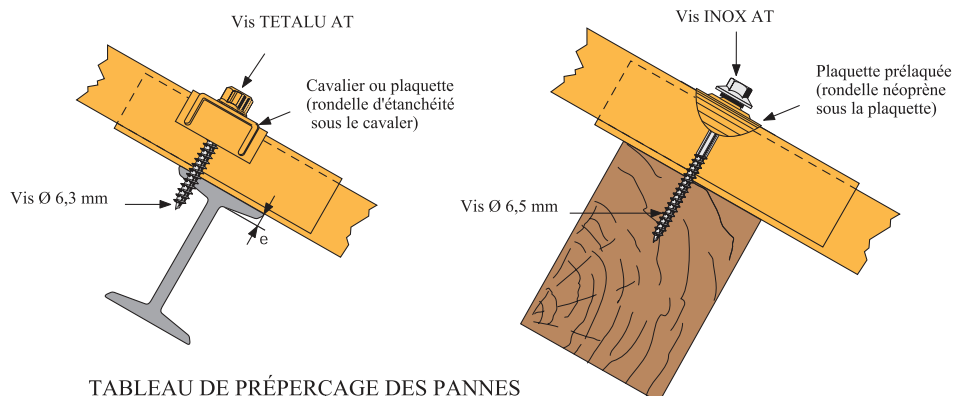 Vis TETALU AT
Cavalier ou plaquette
(rondelle d'étanchéité
sous le cavaler)
Vis Ø 6,3 mm
e
Vis INOX AT
Plaquette prélaquée
(rondelle néoprène
sous la plaquette)
Vis Ø 6,5 mm
TABLEAU DE PRÉPERCAGE DES PANNES